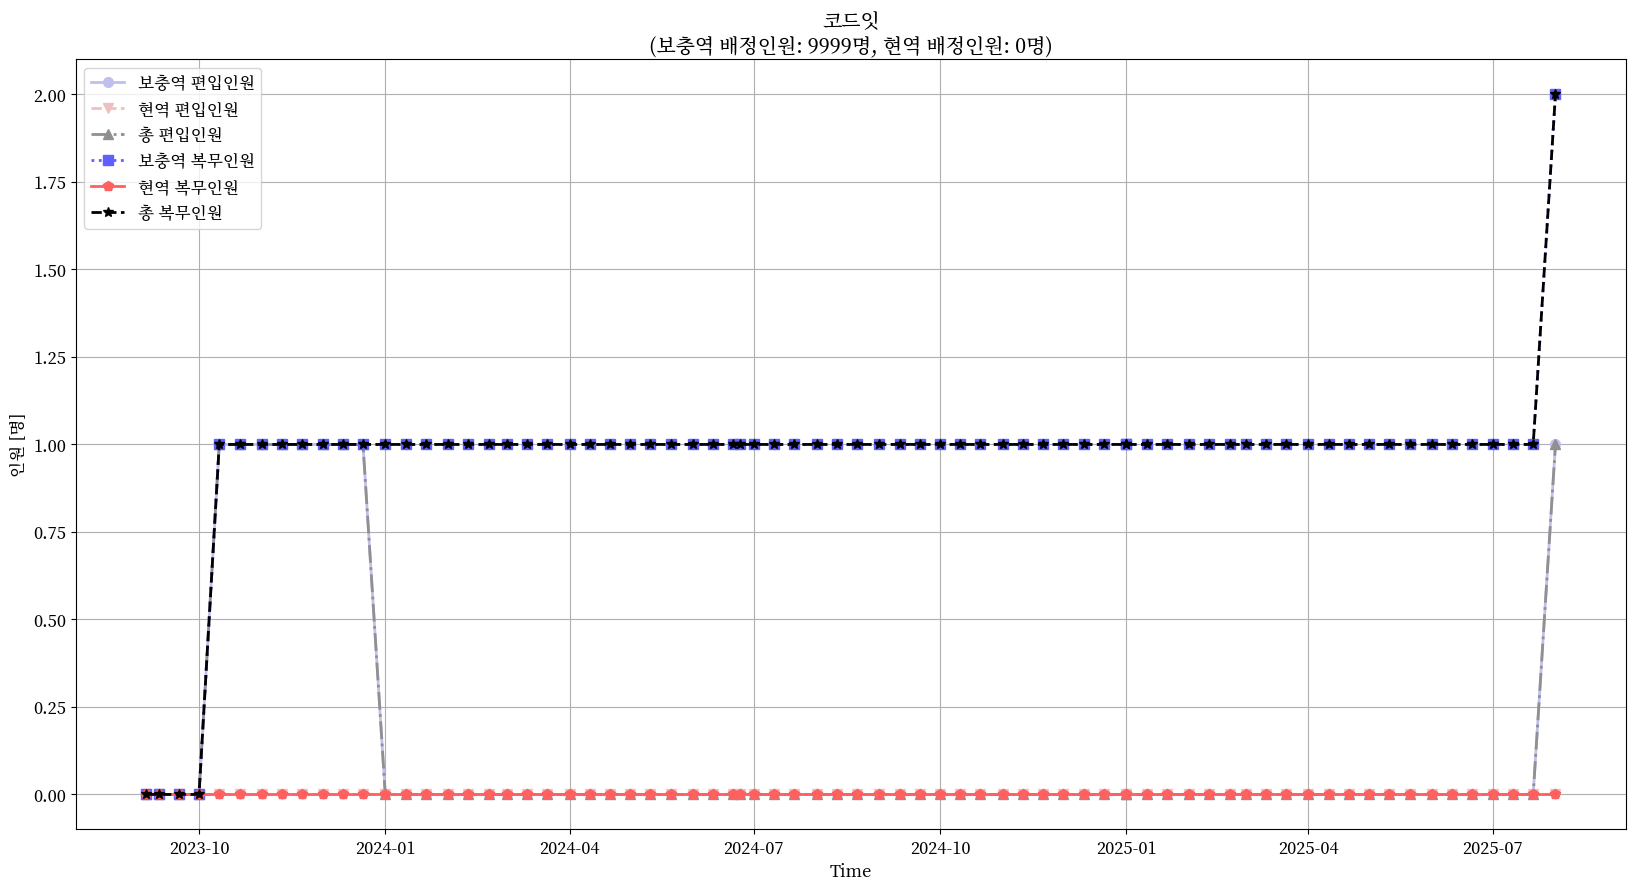 코드잇
(보충역 배정인원: 9999명, 현역 배정인원: 0명)
보충역 편입인원
현역 편입인원
총 편입인원
보충역 복무인원
현역 복무인원
총 복무인원
인원 [명]
2.00
1.75
1.50
1.25
1.00
0.75
0.50
0.25
0.00
2023-10
2024-01
2024-04
2024-07
2024-10
2025-01
2025-04
2025-07
Time